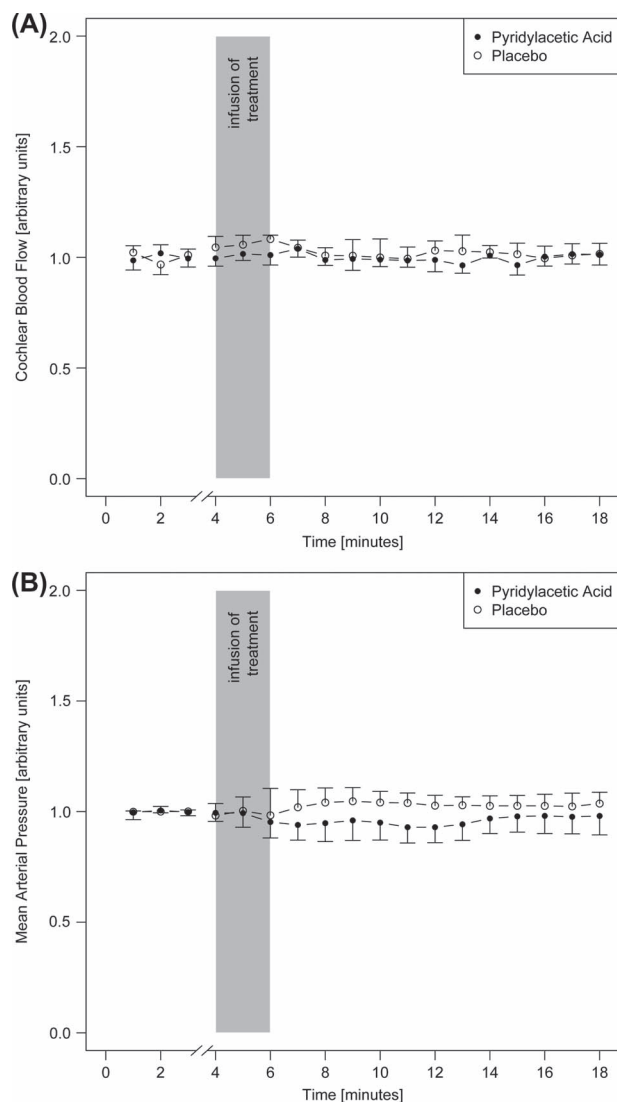 (A)
2.0
1.5
1.0
0.5
0.0
Cochlear Blood Flow [arbitrary units]
infusion of
treatment
Pyridylacetic Acid
Placebo
0 2 4 6 8 10 12 14 16 18
Time [minutes]
(B)
2.0
1.5
1.0
0.5
0.0
Mean Arterial Pressure [arbitrary units]
infusion of
treatment
Pyridylacetic Acid
Placebo
0 2 4 6 8 10 12 14 16 18
Time [minutes]